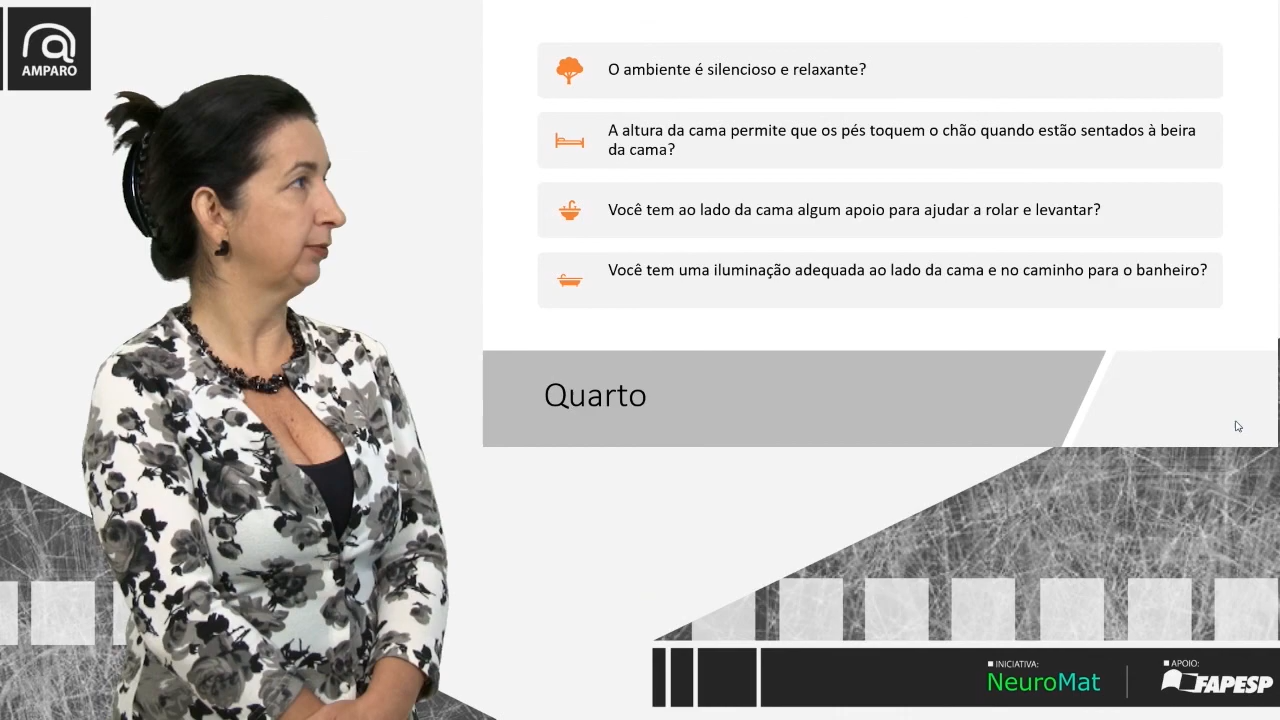 AMPARO
O ambiente é silencioso e relaxante?
A altura da cama permite que os pés toquem o chão quando estão sentados à beira
da cama?
Você tem ao lado da cama algum apoio para ajudar a rolar e levantar?
Você tem uma iluminação adequada ao lado da cama e no caminho para o banheiro?
Quarto
INICIATIVA:
NeuroMat
APOIO:
FAPESP